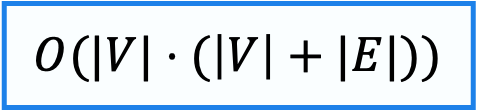 O(|V| · (|V| + |E|))